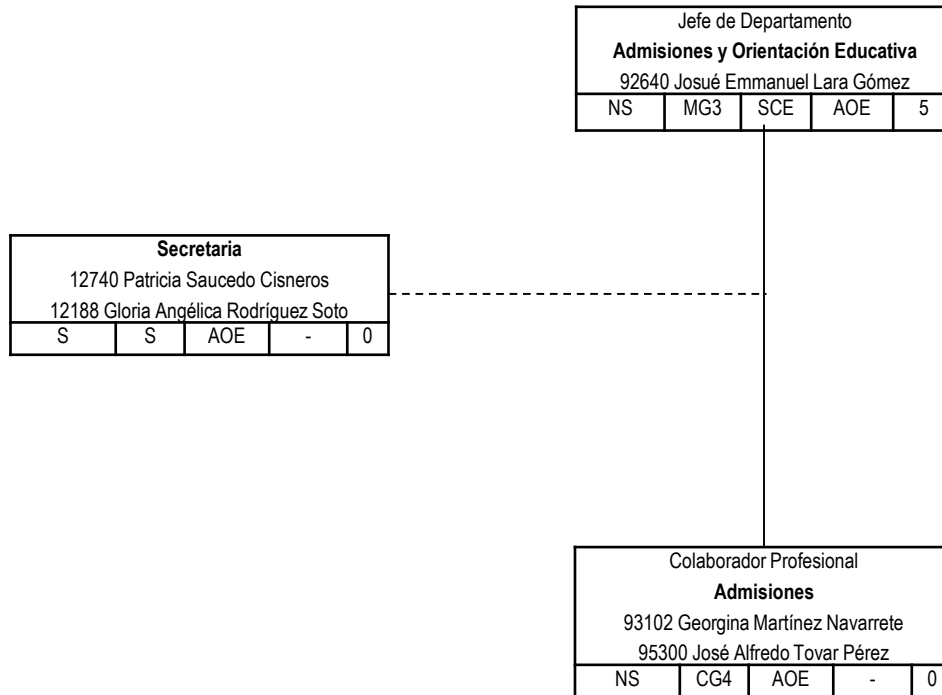 Jefe de Departamento
Admisiones y Orientación Educativa
92640 Josué Emmanuel Lara Gómez
NS MG3 SCE AOE 5
Secretaria
12740 Patricia Saucedo Cisneros
12188 Gloria Angélica Rodríguez Soto
S S AOE - 0
Colaborador Profesional
Admisiones
93102 Georgina Martínez Navarrete
95300 José Alfredo Tovar Pérez
NS CG4 AOE - 0